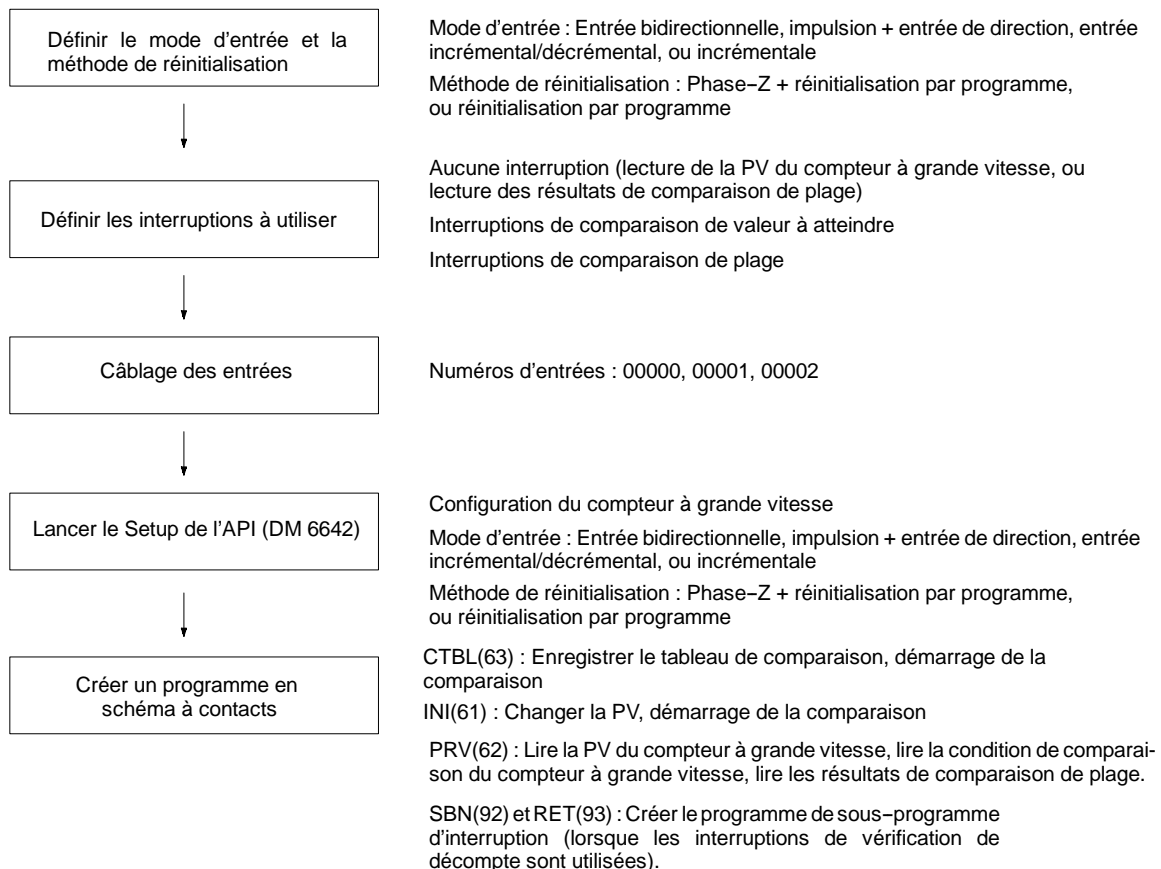 Définir le mode d'entrée et la
méthode de réinitialisation
Mode d'entrée : Entrée bidirectionnelle, impulsion + entrée de direction, entrée
incrémental/décrémental, ou incrémentale
Méthode de réinitialisation : Phase-Z + réinitialisation par programme,
ou réinitialisation par programme
Définir les interruptions à utiliser
Aucune interruption (lecture de la PV du compteur à grande vitesse, ou
lecture des résultats de comparaison de plage)
Interruptions de comparaison de valeur à atteindre
Interruptions de comparaison de plage
Câblage des entrées
Numéros d'entrées : 00000, 00001, 00002
Lancer le Setup de l'API (DM 6642)
Configuration du compteur à grande vitesse
Mode d'entrée : Entrée bidirectionnelle, impulsion + entrée de direction, entrée
incrémental/décrémental, ou incrémentale
Méthode de réinitialisation : Phase-Z + réinitialisation par programme,
ou réinitialisation par programme
Créer un programme en
schéma à contacts
CTBL(63) : Enregistrer le tableau de comparaison, démarrage de la
comparaison
INI(61) : Changer la PV, démarrage de la comparaison
PRV(62) : Lire la PV du compteur à grande vitesse, lire la condition de comparai-
son du compteur à grande vitesse, lire les résultats de comparaison de plage.
SBN(92) et RET(93) : Créer le programme de sous-programme
d'interruption (lorsque les interruptions de vérification de
décompte sont utilisées).